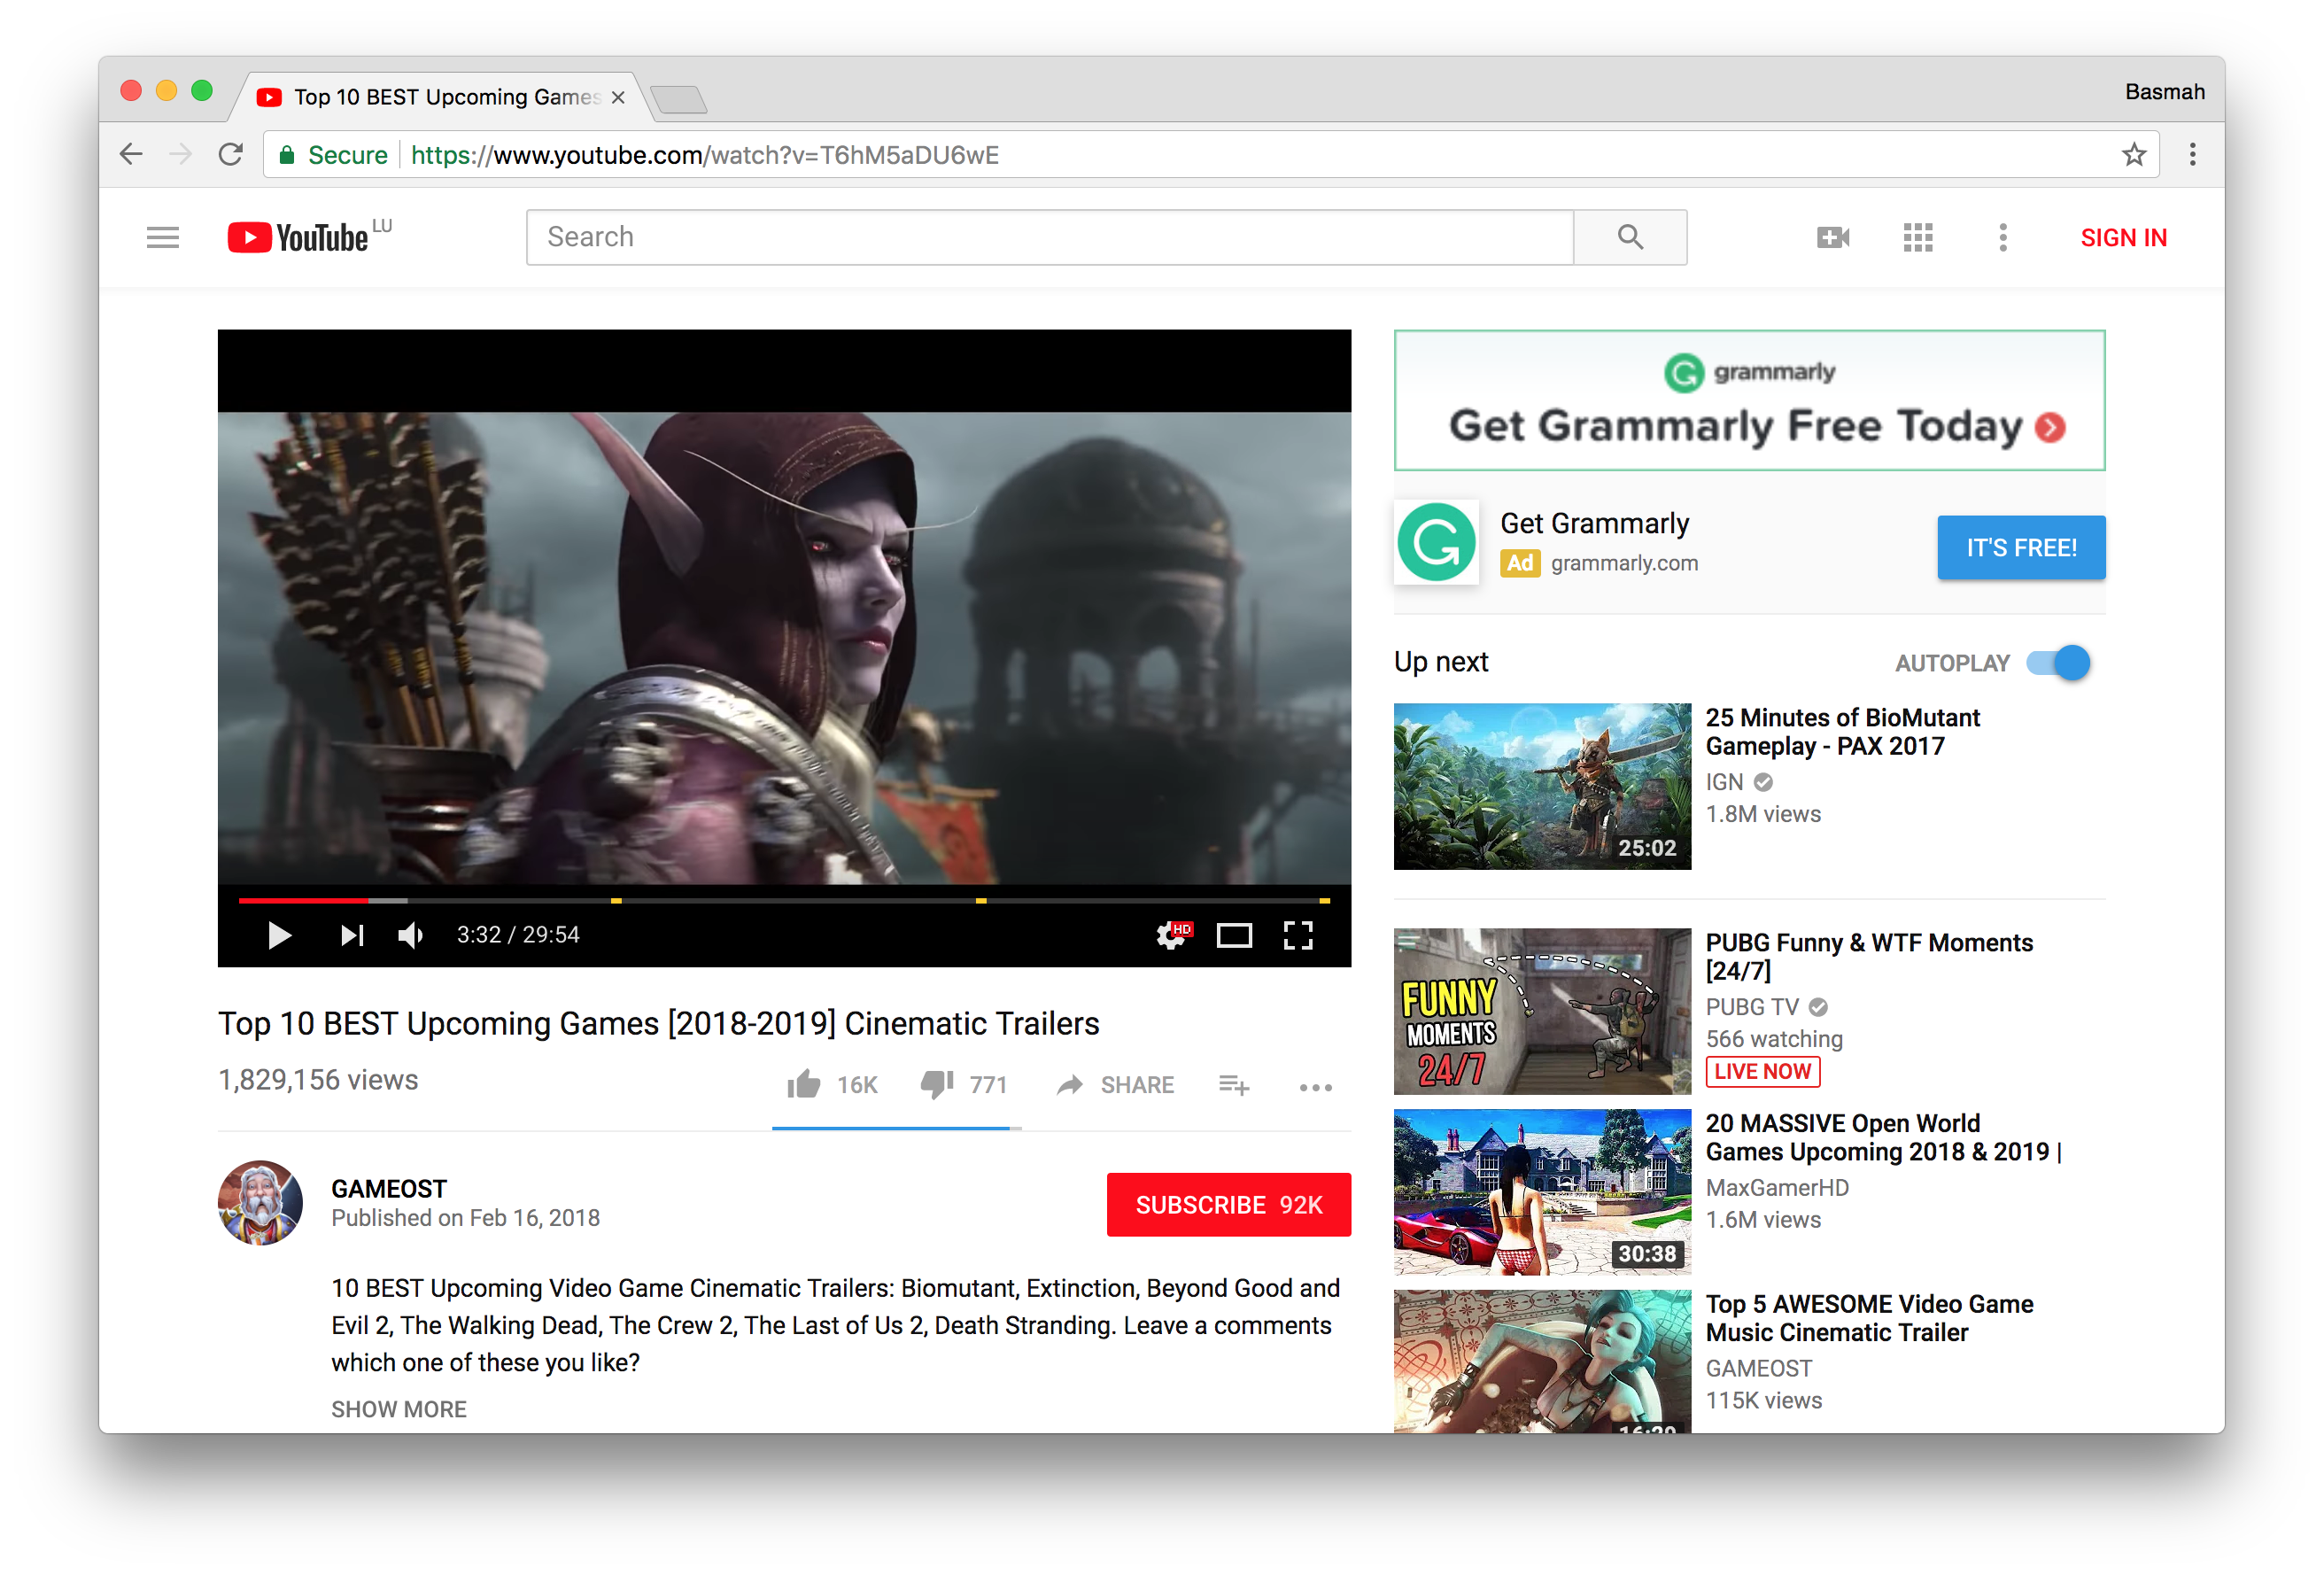 Top 10 BEST Upcoming Games
Basmah
Secure
https://www.youtube.com/watch?v=T6hM5aDU6wE
YouTube LU
Search
SIGN IN
3:32 / 29:54
HD
Top 10 BEST Upcoming Games [2018-2019] Cinematic Trailers
1,829,156 views
16K
771
SHARE
GAMEOST
Published on Feb 16, 2018
SUBSCRIBE 92K
10 BEST Upcoming Video Game Cinematic Trailers: Biomutant, Extinction, Beyond Good and
Evil 2, The Walking Dead, The Crew 2, The Last of Us 2, Death Stranding. Leave a comments
which one of these you like?
SHOW MORE
grammarly
Get Grammarly Free Today
Get Grammarly
Ad grammarly.com
IT'S FREE!
Up next
AUTOPLAY
25:02
25 Minutes of BioMutant
Gameplay - PAX 2017
IGN
1.8M views
FUNNY
MOMENTS
24/7
PUBG Funny & WTF Moments
[24/7]
PUBG TV
566 watching
LIVE NOW
30:38
20 MASSIVE Open World
Games Upcoming 2018 & 2019 |
MaxGamerHD
1.6M views
Top 5 AWESOME Video Game
Music Cinematic Trailer
GAMEOST
115K views